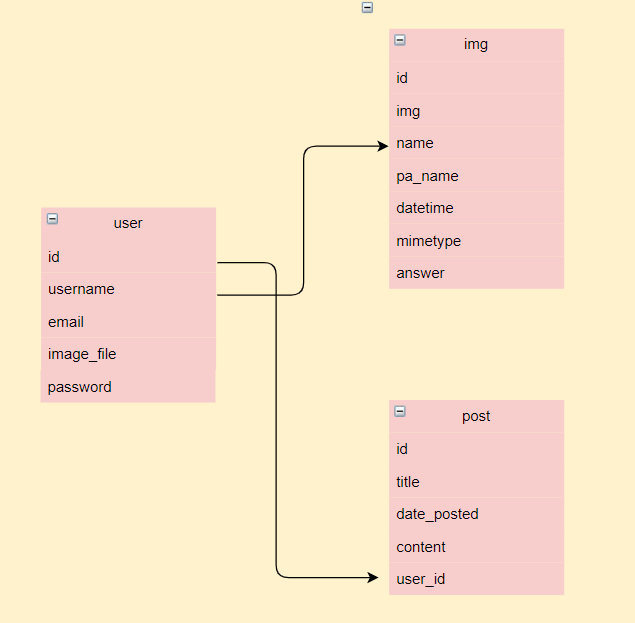 img
id
img
name
pa_name
datetime
mimetype
answer
user
id
username
email
image_file
password
post
id
title
date_posted
content
user_id